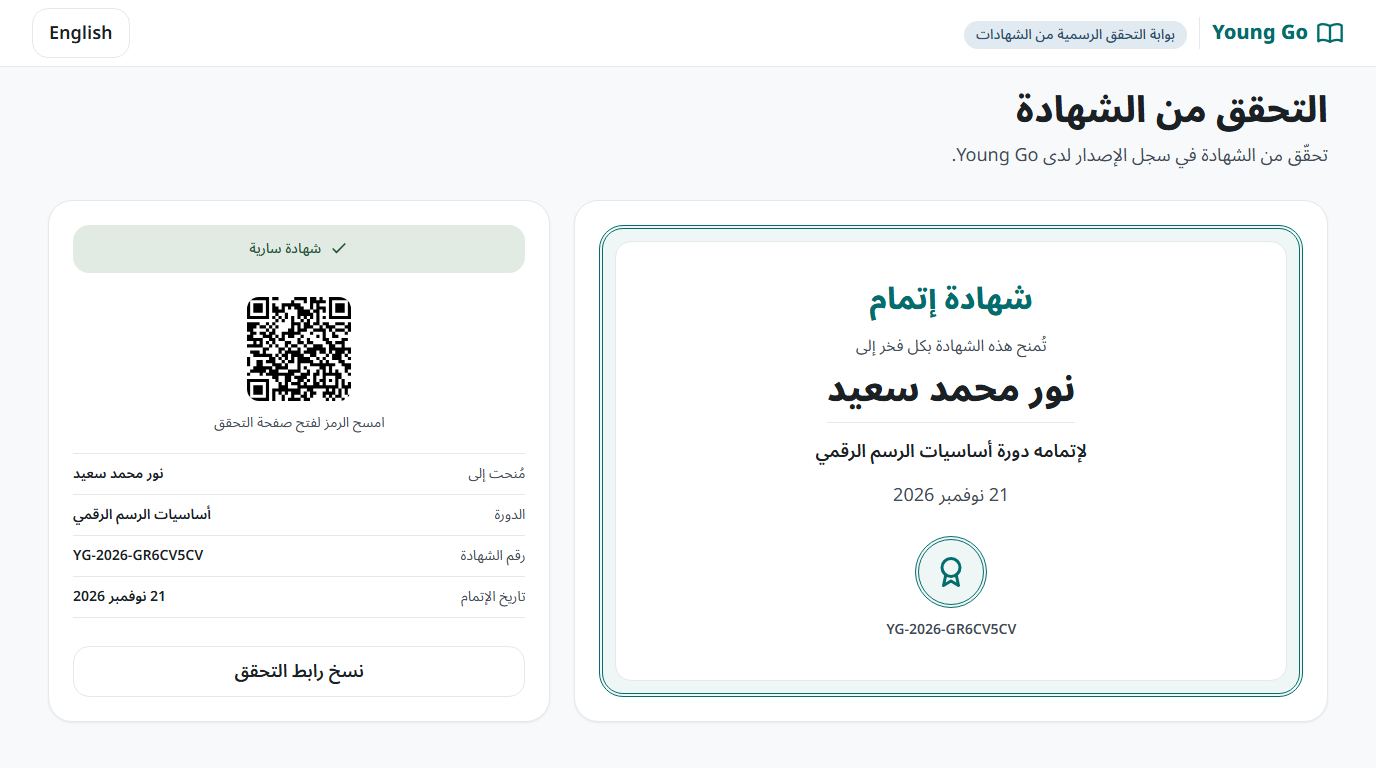 Young Go
بوابة التحقق الرسمية من الشهادات
English
التحقق من الشهادة
تحقّق من الشهادة في سجل الإصدار لدى Young Go.
شهادة إتمام
تُمنح هذه الشهادة بكل فخر إلى
نور محمد سعيد
لإتمامه دورة أساسيات الرسم الرقمي
21 نوفمبر 2026
YG-2026-GR6CV5CV
شهادة سارية
امسح الرمز لفتح صفحة التحقق
مُنحت إلى نور محمد سعيد
الدورة أساسيات الرسم الرقمي
رقم الشهادة YG-2026-GR6CV5CV
تاريخ الإتمام 21 نوفمبر 2026
نسخ رابط التحقق